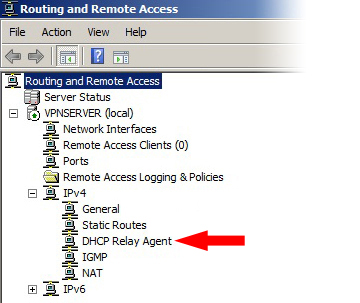 Routing and Remote Access
File Action View Help
Routing and Remote Access
Server Status
VPNSERVER (local)
Network Interfaces
Remote Access Clients (0)
Ports
Remote Access Logging & Policies
IPv4
General
Static Routes
DHCP Relay Agent
IGMP
NAT
IPv6